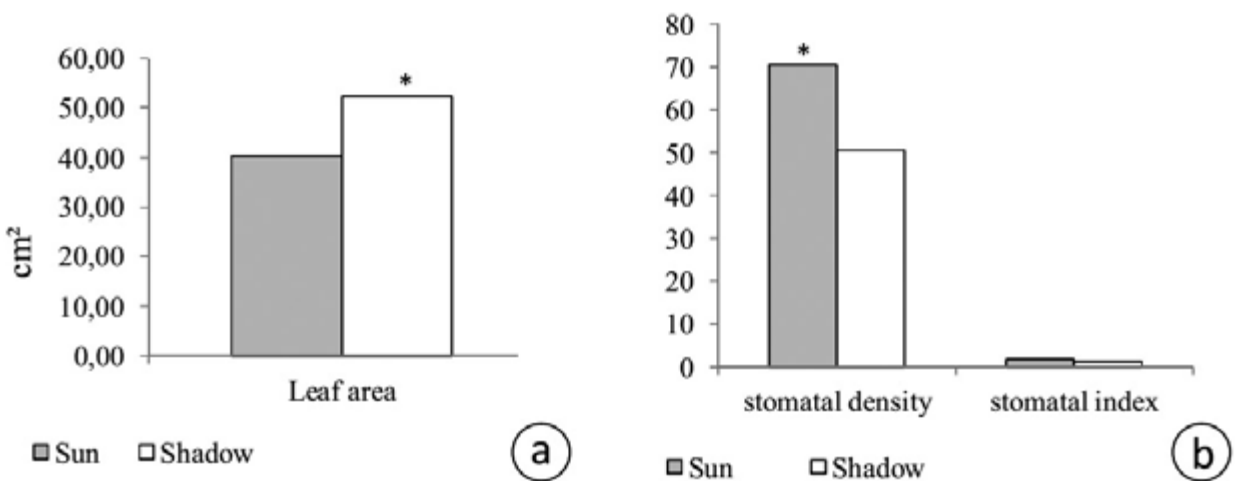 60,00
50,00
40,00
30,00
20,00
10,00
0,00
cm²
*
Leaf area
Sun Shadow
a
80
70
60
50
40
30
20
10
0
*
stomatal density stomatal index
Sun Shadow
b